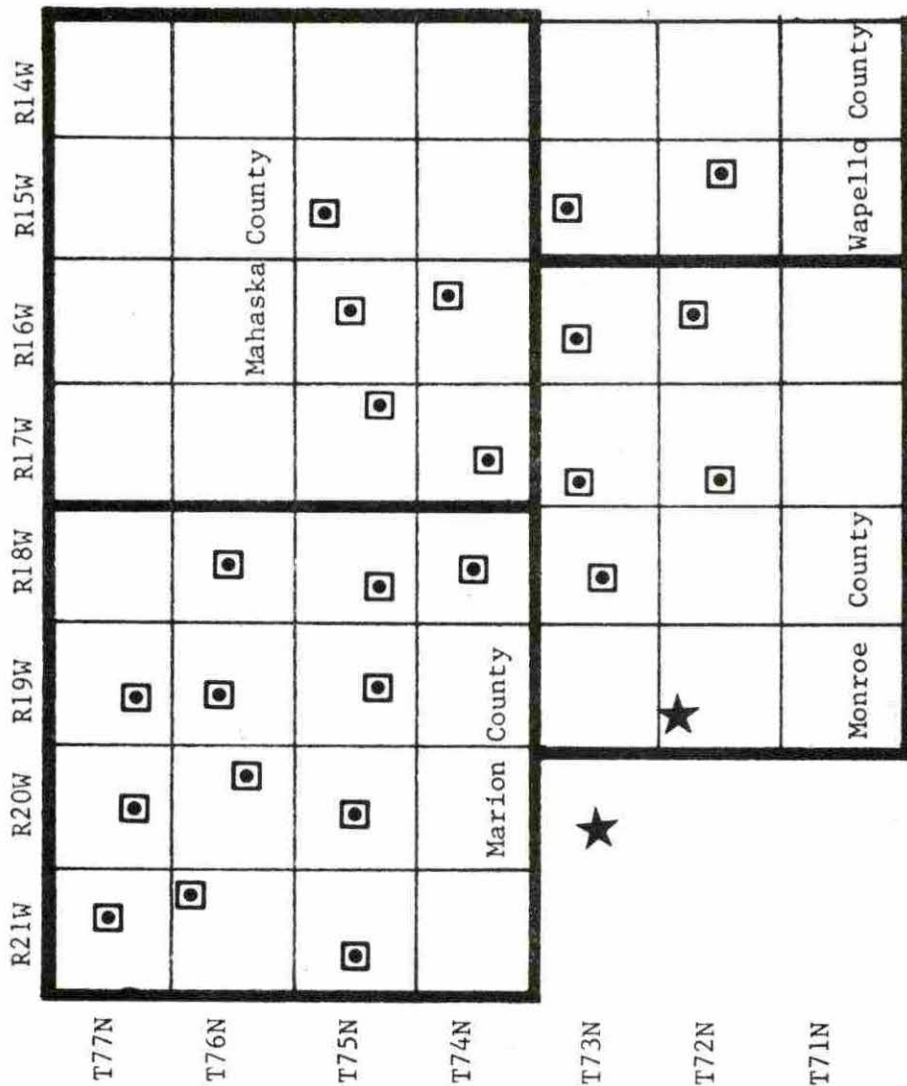 R21W R20W R19W R18W R17W R16W R15W R14W
T77N
T76N
Mahaska County
T75N
T74N
Marion County
T73N
T72N
T71N
Monroe County
Wapello County